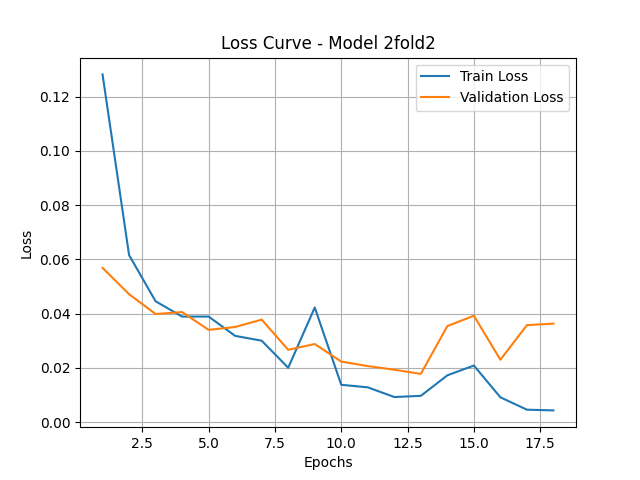 Loss Curve - Model 2fold2
Train Loss
Validation Loss
0.12
0.10
0.08
0.06
0.04
0.02
0.00
Loss
2.5 5.0 7.5 10.0 12.5 15.0 17.5
Epochs